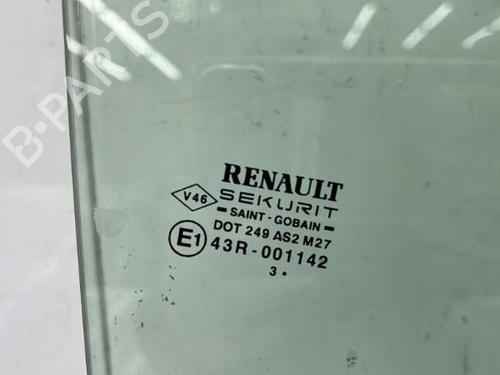 B-PARTS
RENAULT
V46 SEKURIT
SAINT-GOBAIN
DOT 249 AS2 M27
E1 43R-001142
3 •